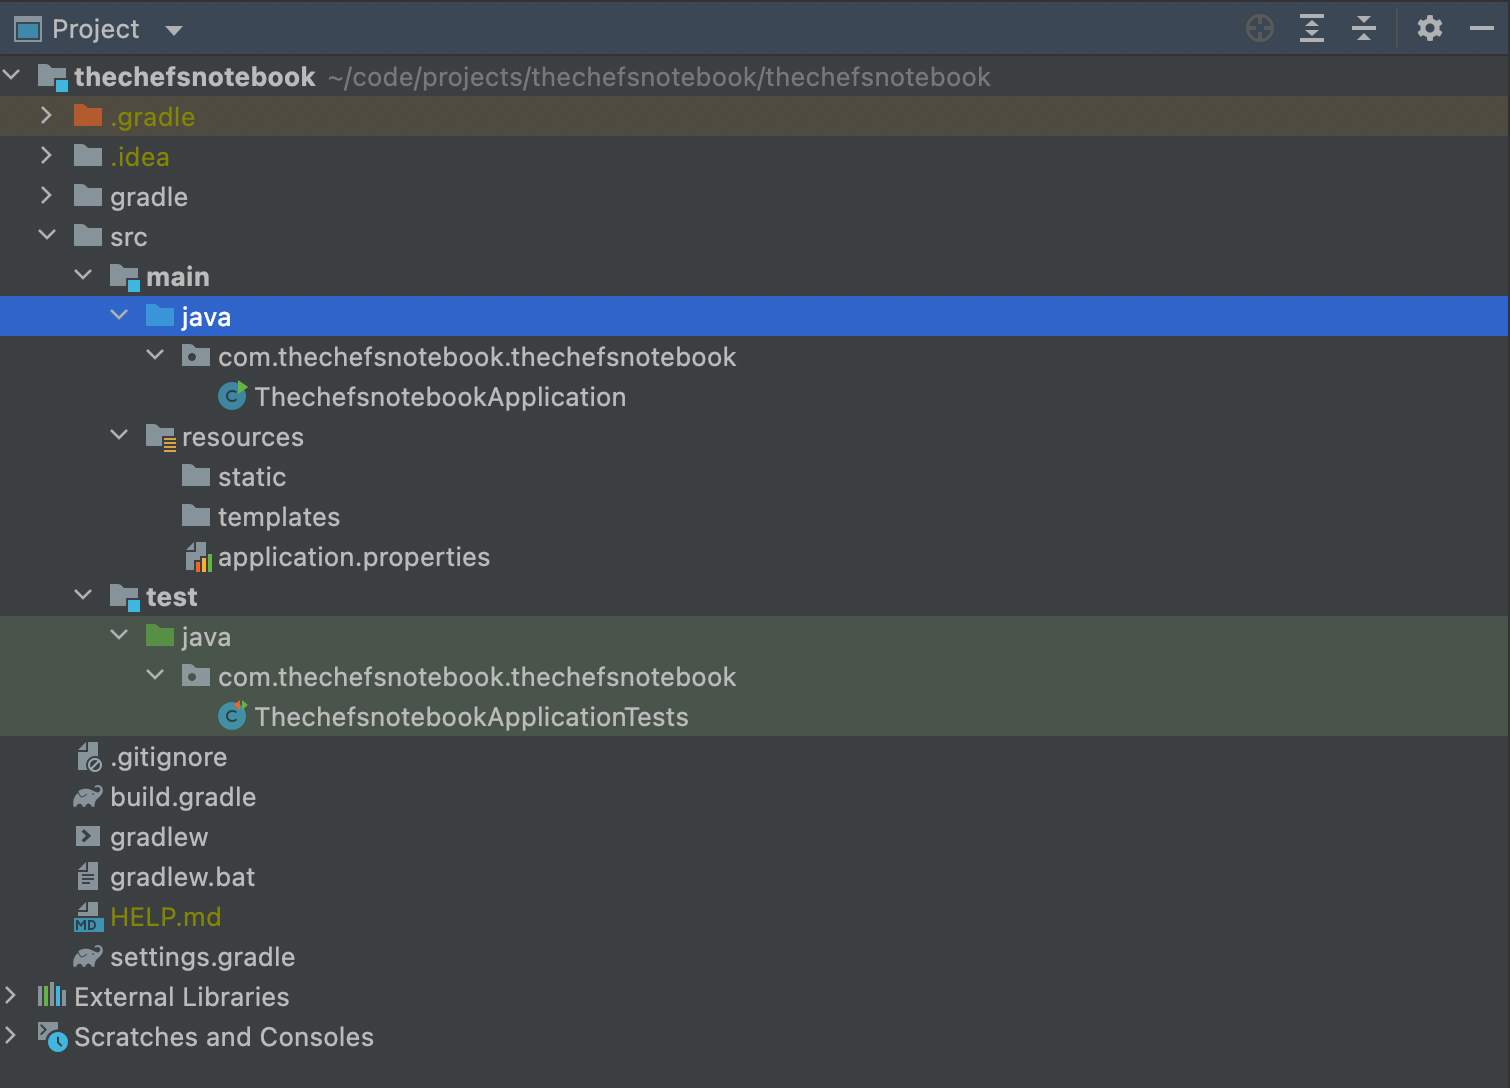 Project
thechefsnotebook ~/code/projects/thechefsnotebook/thechefsnotebook
.gradle
.idea
gradle
src
main
java
com.thechefsnotebook.thechefsnotebook
C ThechefsnotebookApplication
resources
static
templates
application.properties
test
java
com.thechefsnotebook.thechefsnotebook
C ThechefsnotebookApplicationTests
.gitignore
build.gradle
gradlew
gradlew.bat
MD HELP.md
settings.gradle
External Libraries
Scratches and Consoles